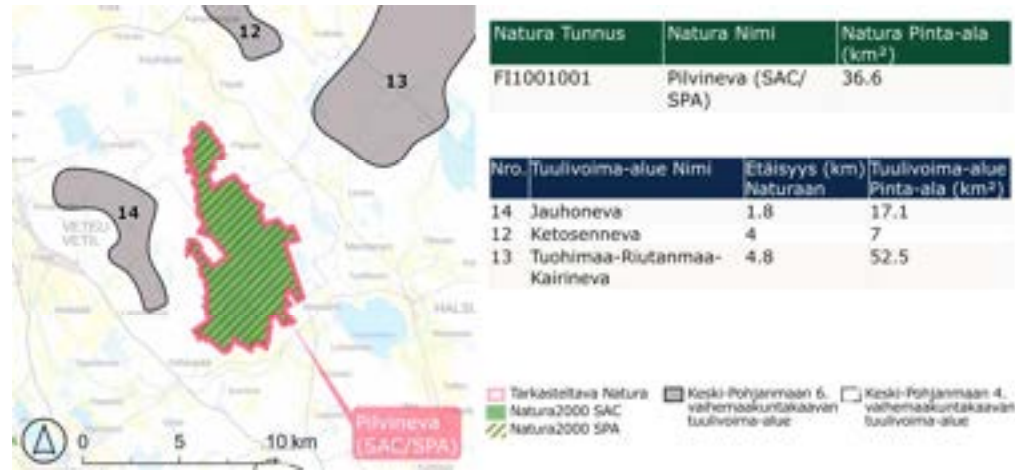 12
13
14
VETELI
VETIL
HALSU
Pilvineva
(SAC/SPA)
0 5 10 km
Natura Tunnus Natura Nimi Natura Pinta-ala
(km²)
FI1001001 Pilvineva (SAC/ 36.6
SPA)
Nro. Tuulivoima-alue Nimi Etäisyys (km) Tuulivoima-alue
Naturaan Pinta-ala (km²)
14 Jauhoneva 1.8 17.1
12 Ketosenneva 4 7
13 Tuohimaa-Riutanmaa- 4.8 52.5
Kairineva
Tarkasteltava Natura
Natura2000 SAC
Natura2000 SPA
Keski-Pohjanmaan 6.
vaihemaakuntakaavan
tuulivoima-alue
Keski-Pohjanmaan 4.
vaihemaakuntakaavan
tuulivoima-alue